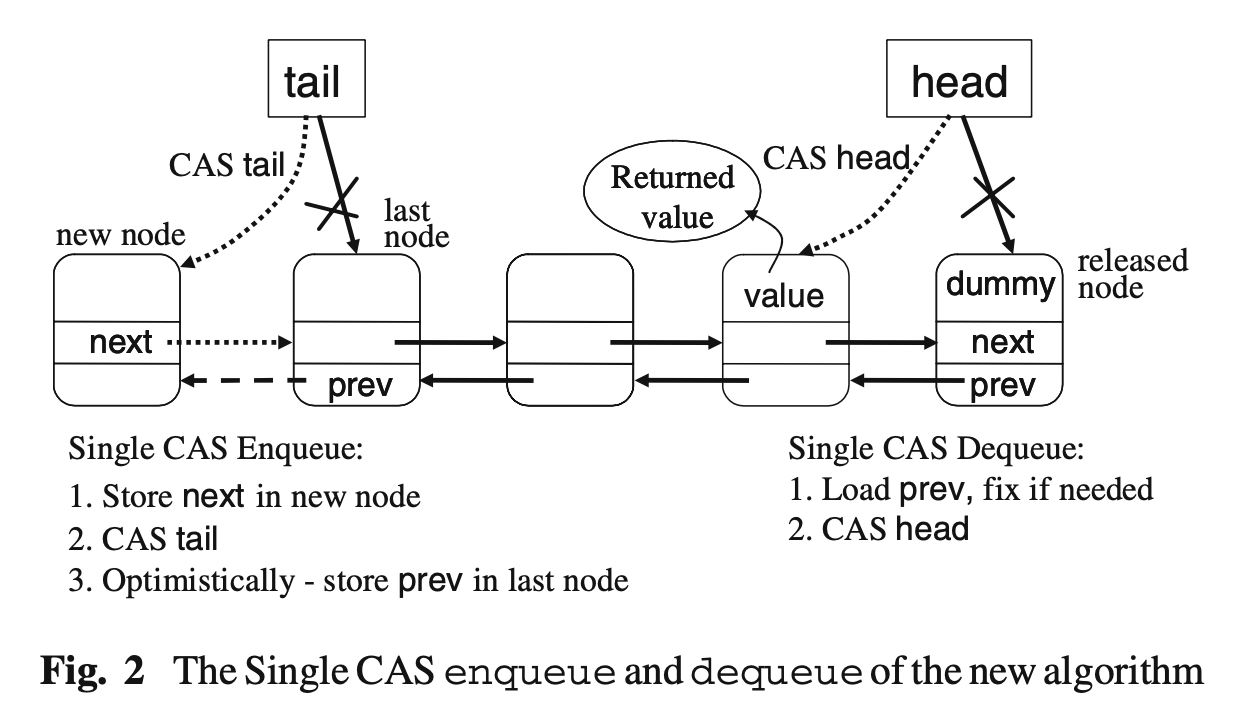 tail
head
CAS tail
CAS head
Returned
value
last
node
new node
released
node
value
dummy
next
next
prev
prev
Single CAS Enqueue:
1. Store next in new node
2. CAS tail
3. Optimistically - store prev in last node
Single CAS Dequeue:
1. Load prev, fix if needed
2. CAS head
Fig. 2 The Single CAS enqueue and dequeue of the new algorithm